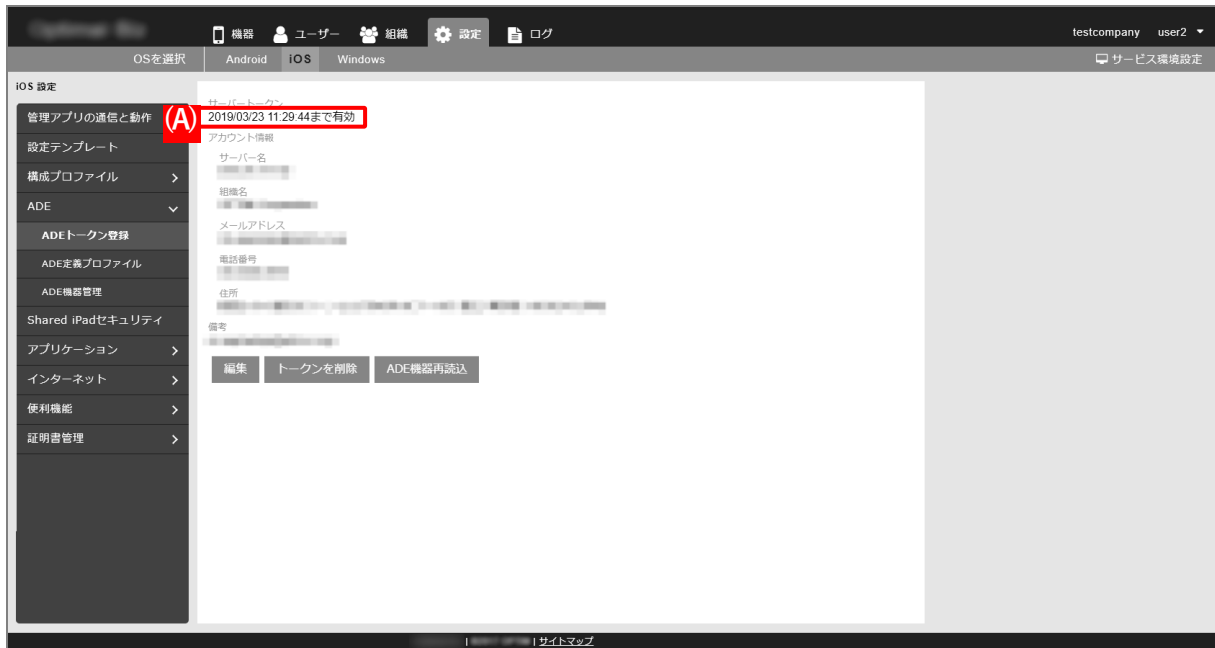 機器 ユーザー 組織 設定 ログ testcompany user2
OSを選択 Android iOS Windows サービス環境設定
iOS 設定
管理アプリの通信と動作
設定テンプレート
構成プロファイル
ADE
ADEトークン登録
ADE定義プロファイル
ADE機器管理
Shared iPadセキュリティ
アプリケーション
インターネット
便利機能
証明書管理
サーバートークン
(A) 2019/03/23 11:29:44まで有効
アカウント情報
サーバー名
組織名
メールアドレス
電話番号
住所
備考
編集 トークンを削除 ADE機器再読込
| | サイトマップ